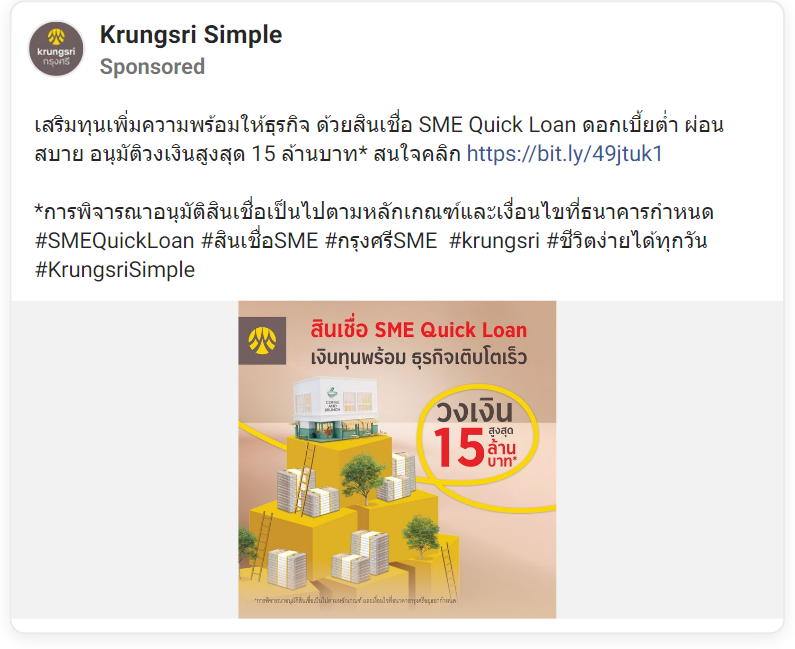 Krungsri Simple
Sponsored
krungsri
กรุงศรี
เสริมทุนเพิ่มความพร้อมให้ธุรกิจ ด้วยสินเชื่อ SME Quick Loan ดอกเบี้ยต่ำ ผ่อน
สบาย อนุมัติวงเงินสูงสุด 15 ล้านบาท* สนใจคลิก https://bit.ly/49jtuk1
*การพิจารณาอนุมัติสินเชื่อเป็นไปตามหลักเกณฑ์และเงื่อนไขที่ธนาคารกำหนด
#SMEQuickLoan #สินเชื่อSME #กรุงศรีSME #krungsri #ชีวิตง่ายได้ทุกวัน
#KrungsriSimple
สินเชื่อ SME Quick Loan
เงินทุนพร้อม ธุรกิจเติบโตเร็ว
COFFEE
AND
BRUNCH
วงเงิน
สูงสุด
15 ล้าน
บาท*